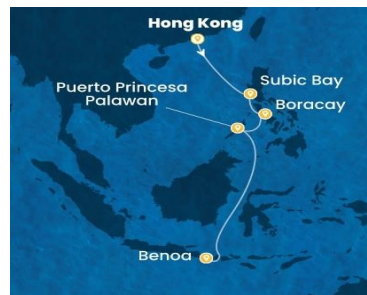 Hong Kong
Subic Bay
Puerto Princesa
Palawan
Boracay
Benoa